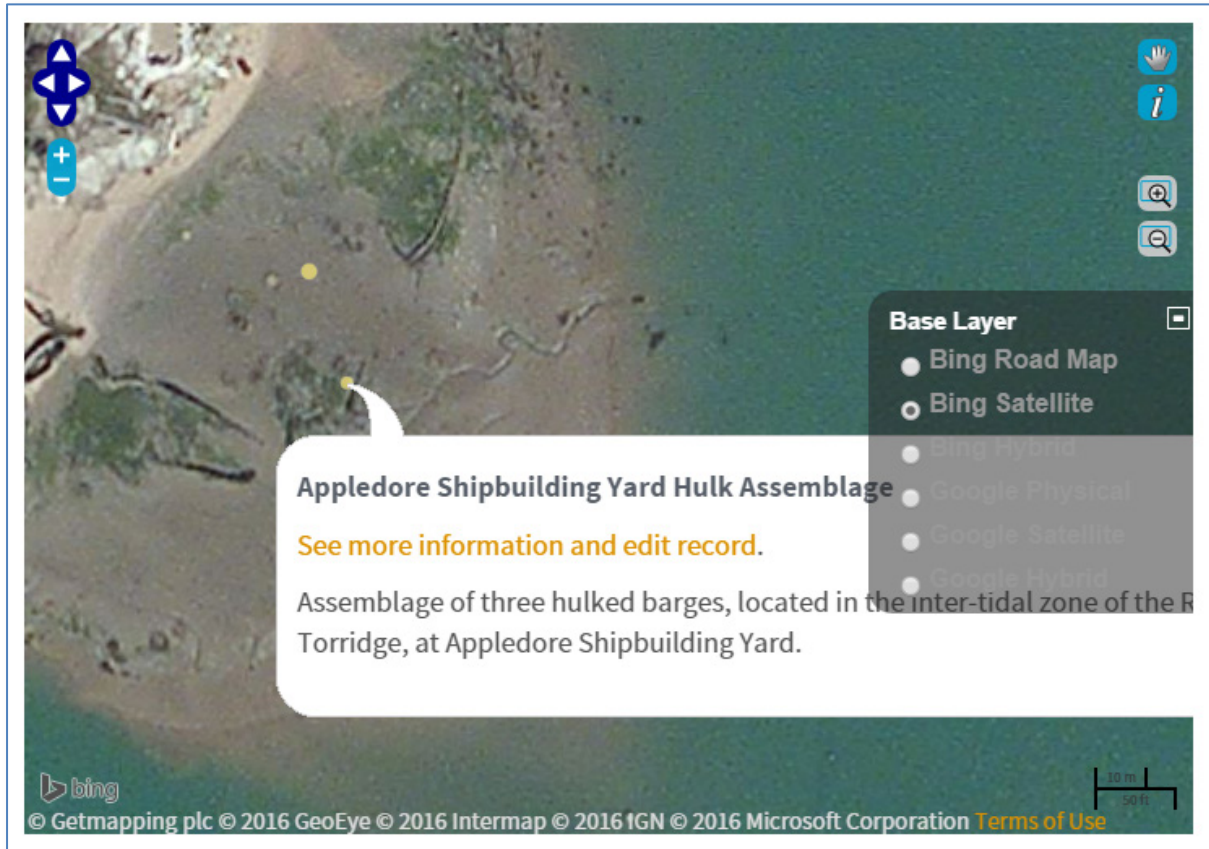 Base Layer
Bing Road Map
Bing Satellite
Bing Hybrid
Google Physical
Google Satellite
Google Hybrid
Appledore Shipbuilding Yard Hulk Assemblage
See more information and edit record.
Assemblage of three hulked barges, located in the inter-tidal zone of the R
Torridge, at Appledore Shipbuilding Yard.
bing
10 m
50 ft
© Getmapping plc © 2016 GeoEye © 2016 Intermap © 2016 IGN © 2016 Microsoft Corporation Terms of Use